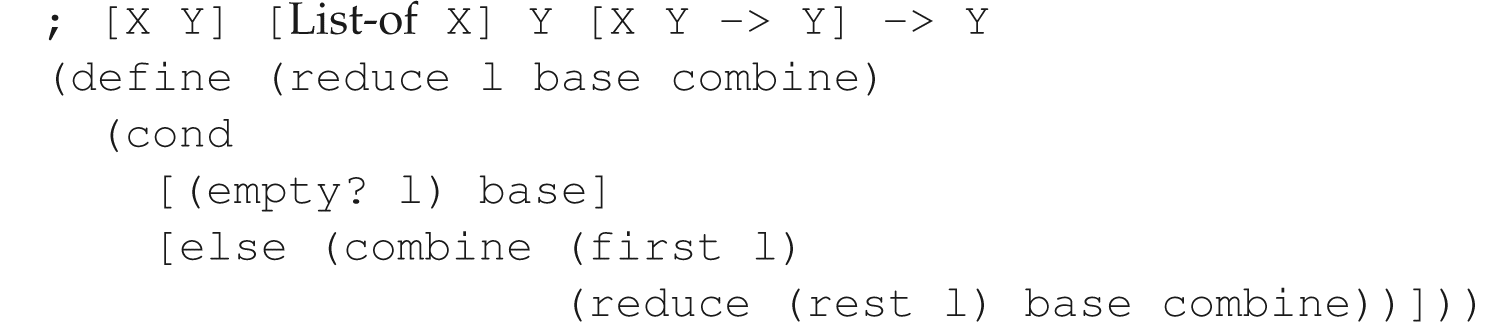 ; [X Y] [List-of X] Y [X Y -> Y] -> Y
(define (reduce l base combine)
  (cond
    [(empty? l) base]
    [else (combine (first l)
                   (reduce (rest l) base combine))]))